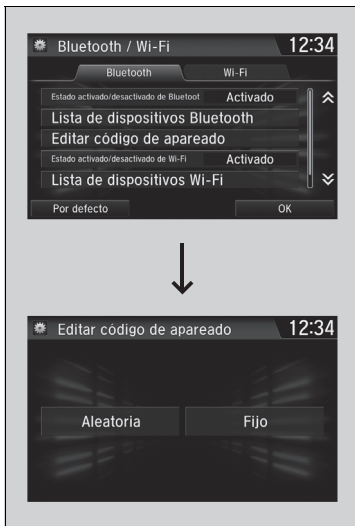 Bluetooth / Wi-Fi 12:34
Bluetooth Wi-Fi
Estado activado/desactivado de Bluetoot Activado
Lista de dispositivos Bluetooth
Editar código de apareado
Estado activado/desactivado de Wi-Fi Activado
Lista de dispositivos Wi-Fi
Por defecto OK
Editar código de apareado 12:34
Aleatoria Fijo